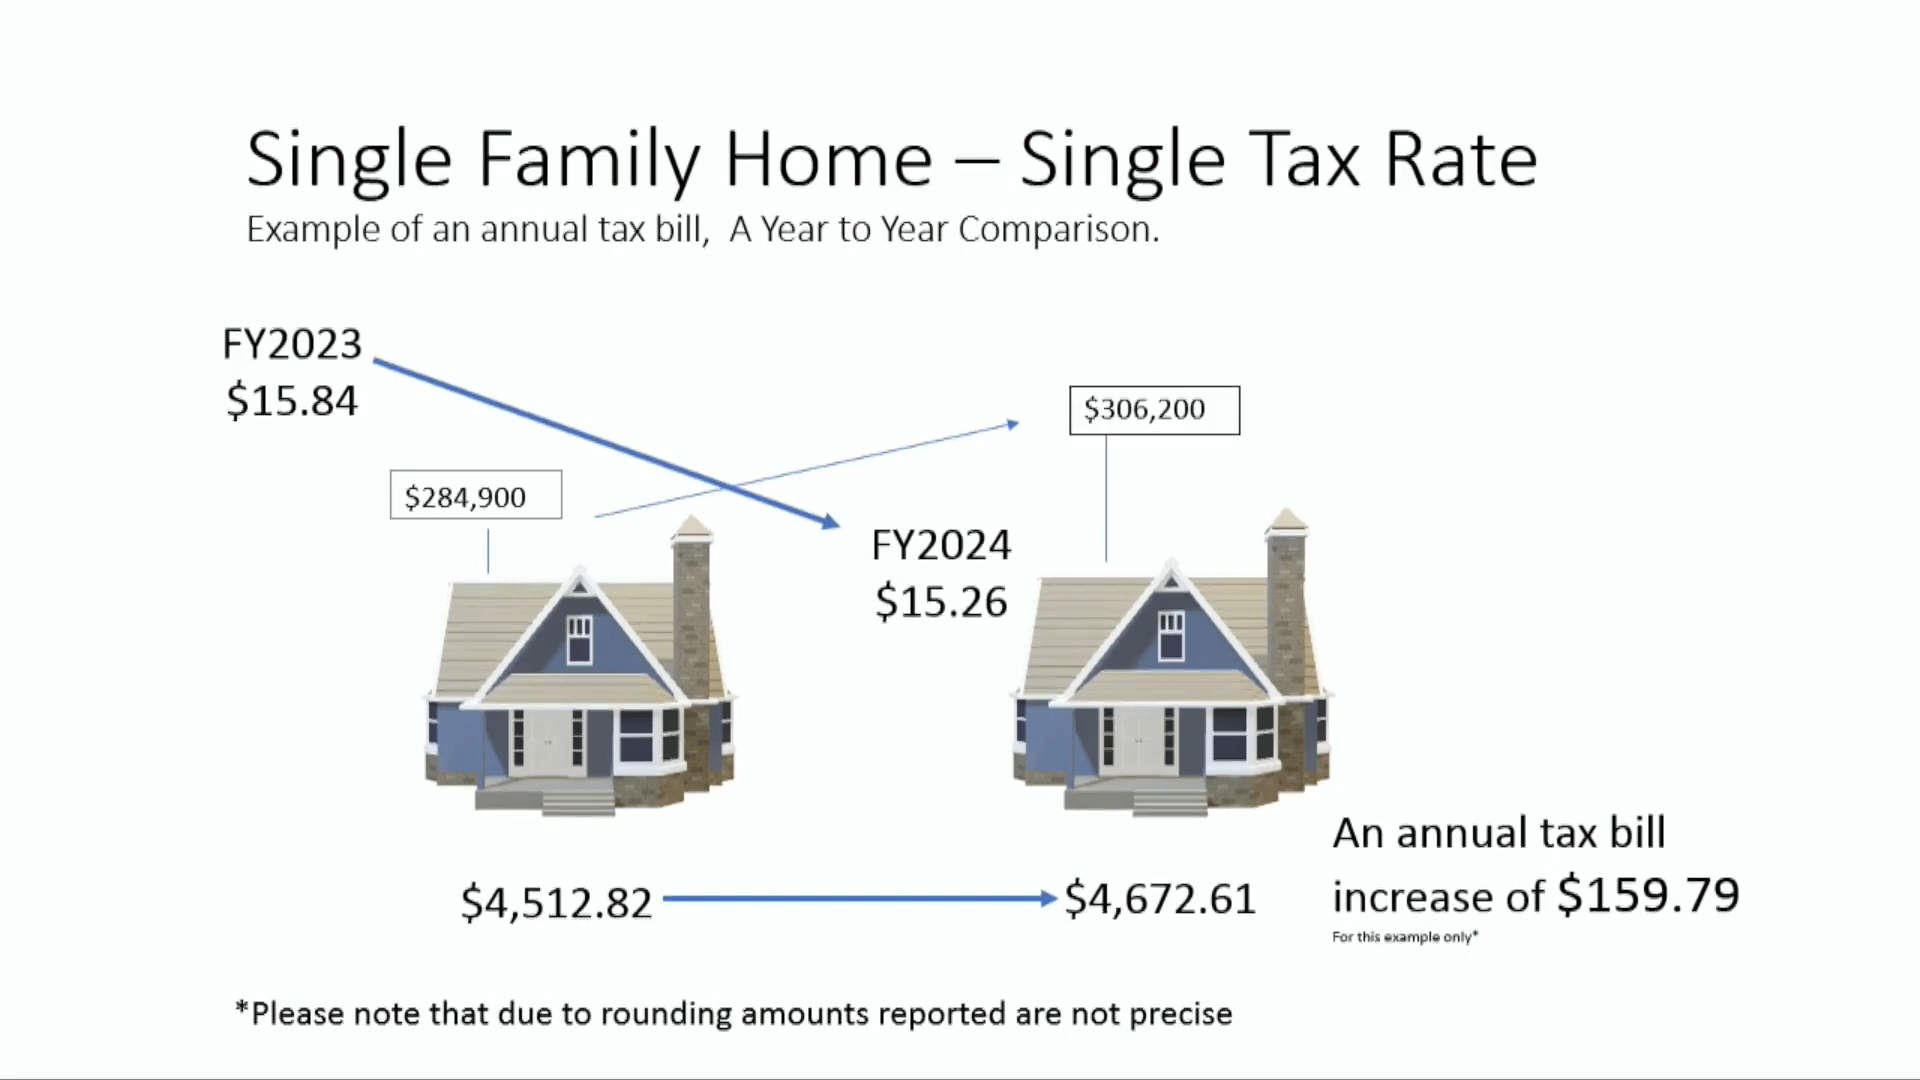 Single Family Home – Single Tax Rate
Example of an annual tax bill, A Year to Year Comparison.
FY2023
$15.84
$284,900
$306,200
FY2024
$15.26
$4,512.82
$4,672.61
An annual tax bill
increase of $159.79
For this example only*
*Please note that due to rounding amounts reported are not precise